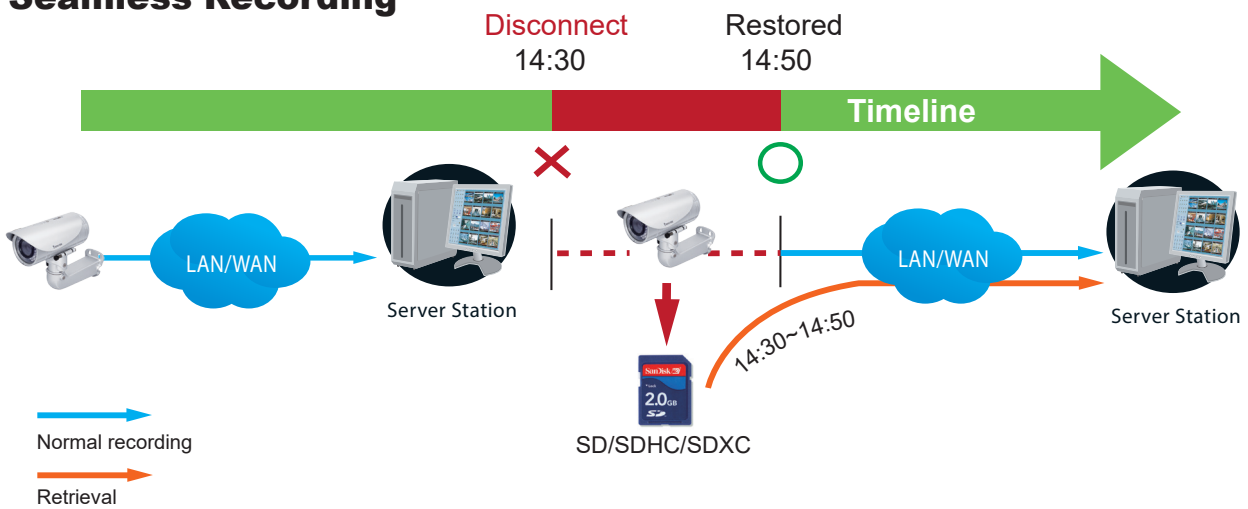 Seamless Recording
Disconnect
14:30
Restored
14:50
Timeline
LAN/WAN
Server Station
LAN/WAN
Server Station
14:30~14:50
SanDisk
2.0GB
SD
SD/SDHC/SDXC
Normal recording
Retrieval